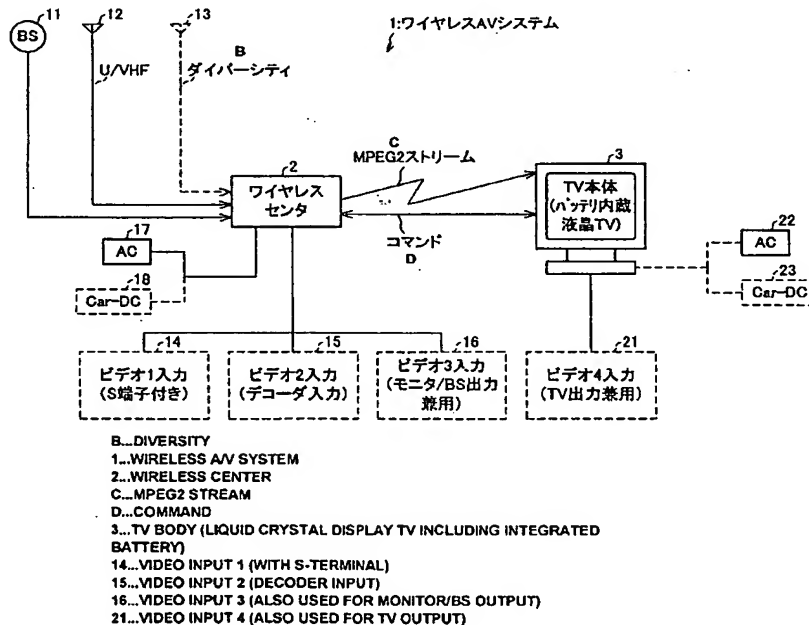 11
12
13
BS
U/VHF
B
ダイバーシティ
1:ワイヤレスAVシステム
C
MPEG2ストリーム
2
ワイヤレス
センタ
コマンド
D
3
TV本体
(バッテリ内蔵
液晶TV)
17
AC
18
Car-DC
22
AC
23
Car-DC
14
ビデオ1入力
(S端子付き)
15
ビデオ2入力
(デコーダ入力)
16
ビデオ3入力
(モニタ/BS出力
兼用)
21
ビデオ4入力
(TV出力兼用)
B...DIVERSITY
1...WIRELESS A/V SYSTEM
2...WIRELESS CENTER
C...MPEG2 STREAM
D...COMMAND
3...TV BODY (LIQUID CRYSTAL DISPLAY TV INCLUDING INTEGRATED
BATTERY)
14...VIDEO INPUT 1 (WITH S-TERMINAL)
15...VIDEO INPUT 2 (DECODER INPUT)
16...VIDEO INPUT 3 (ALSO USED FOR MONITOR/BS OUTPUT)
21...VIDEO INPUT 4 (ALSO USED FOR TV OUTPUT)